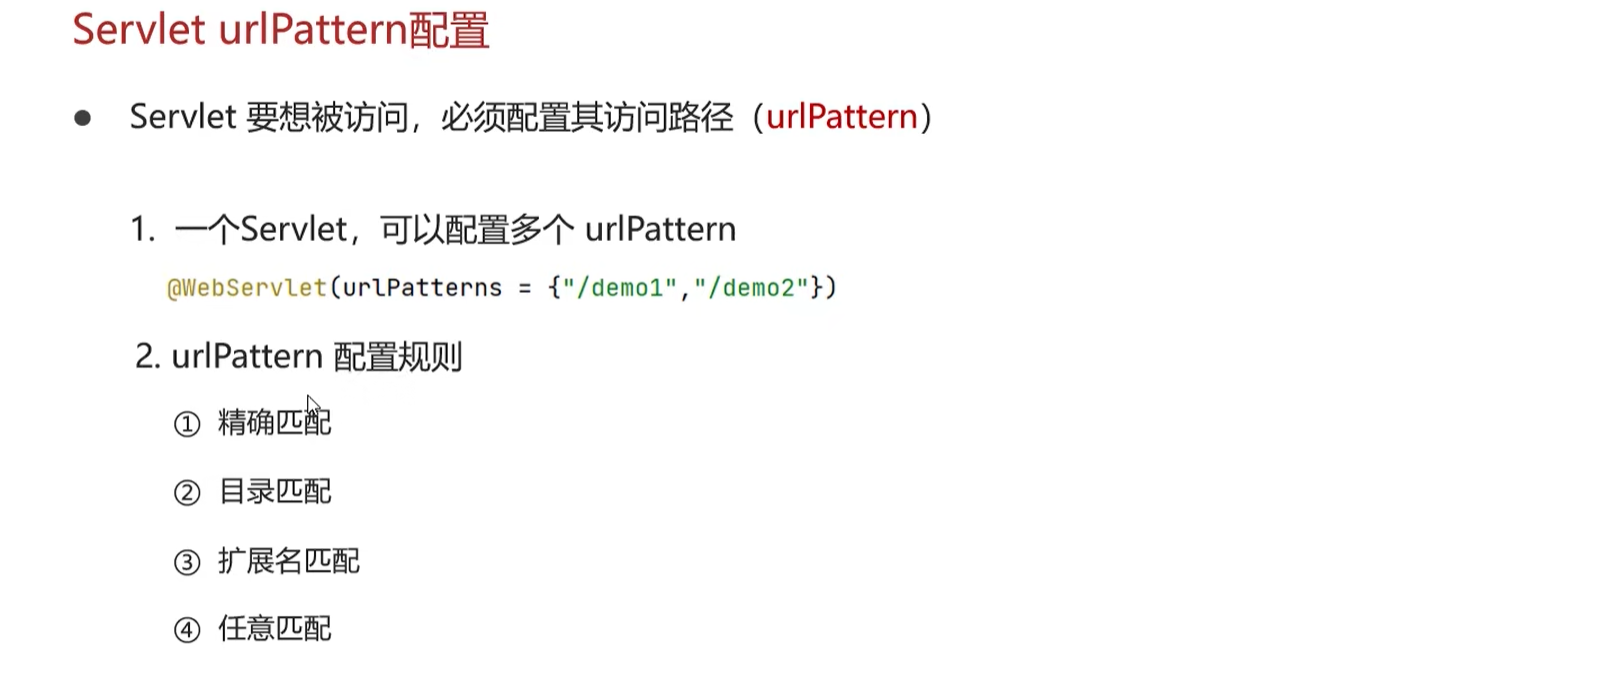 Servlet urlPattern配置
● Servlet 要想被访问，必须配置其访问路径（urlPattern）
1. 一个Servlet，可以配置多个 urlPattern
@WebServlet(urlPatterns = {"/demo1","/demo2"})
2. urlPattern 配置规则
① 精确匹配
② 目录匹配
③ 扩展名匹配
④ 任意匹配